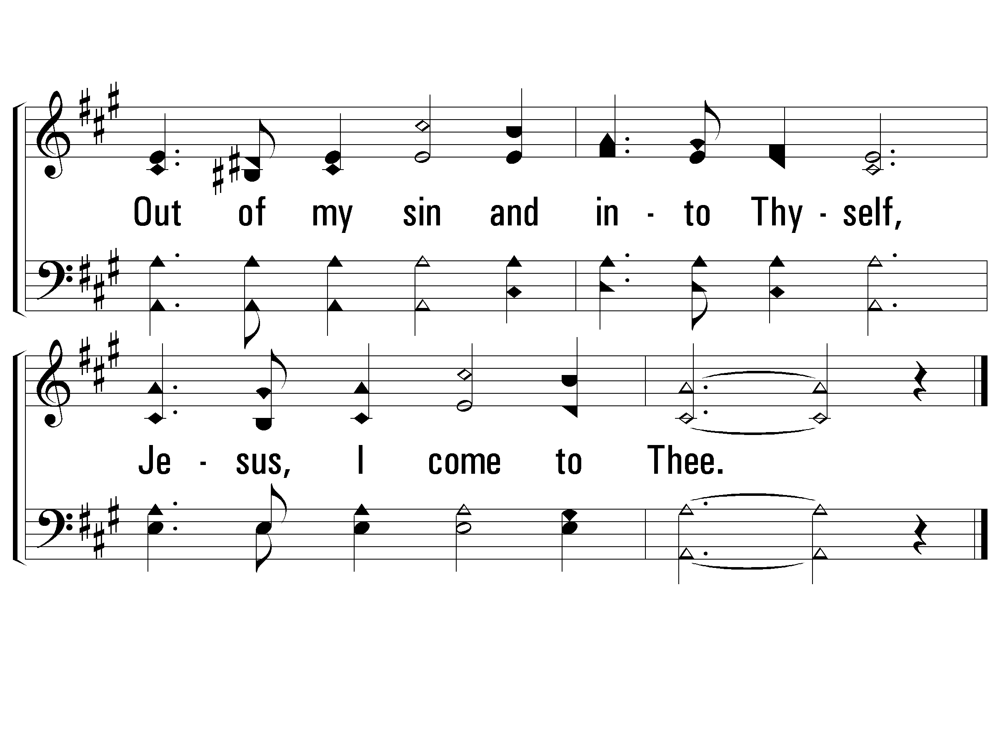 Out of my sin and in - to Thy - self,
Je - sus, I come to Thee.